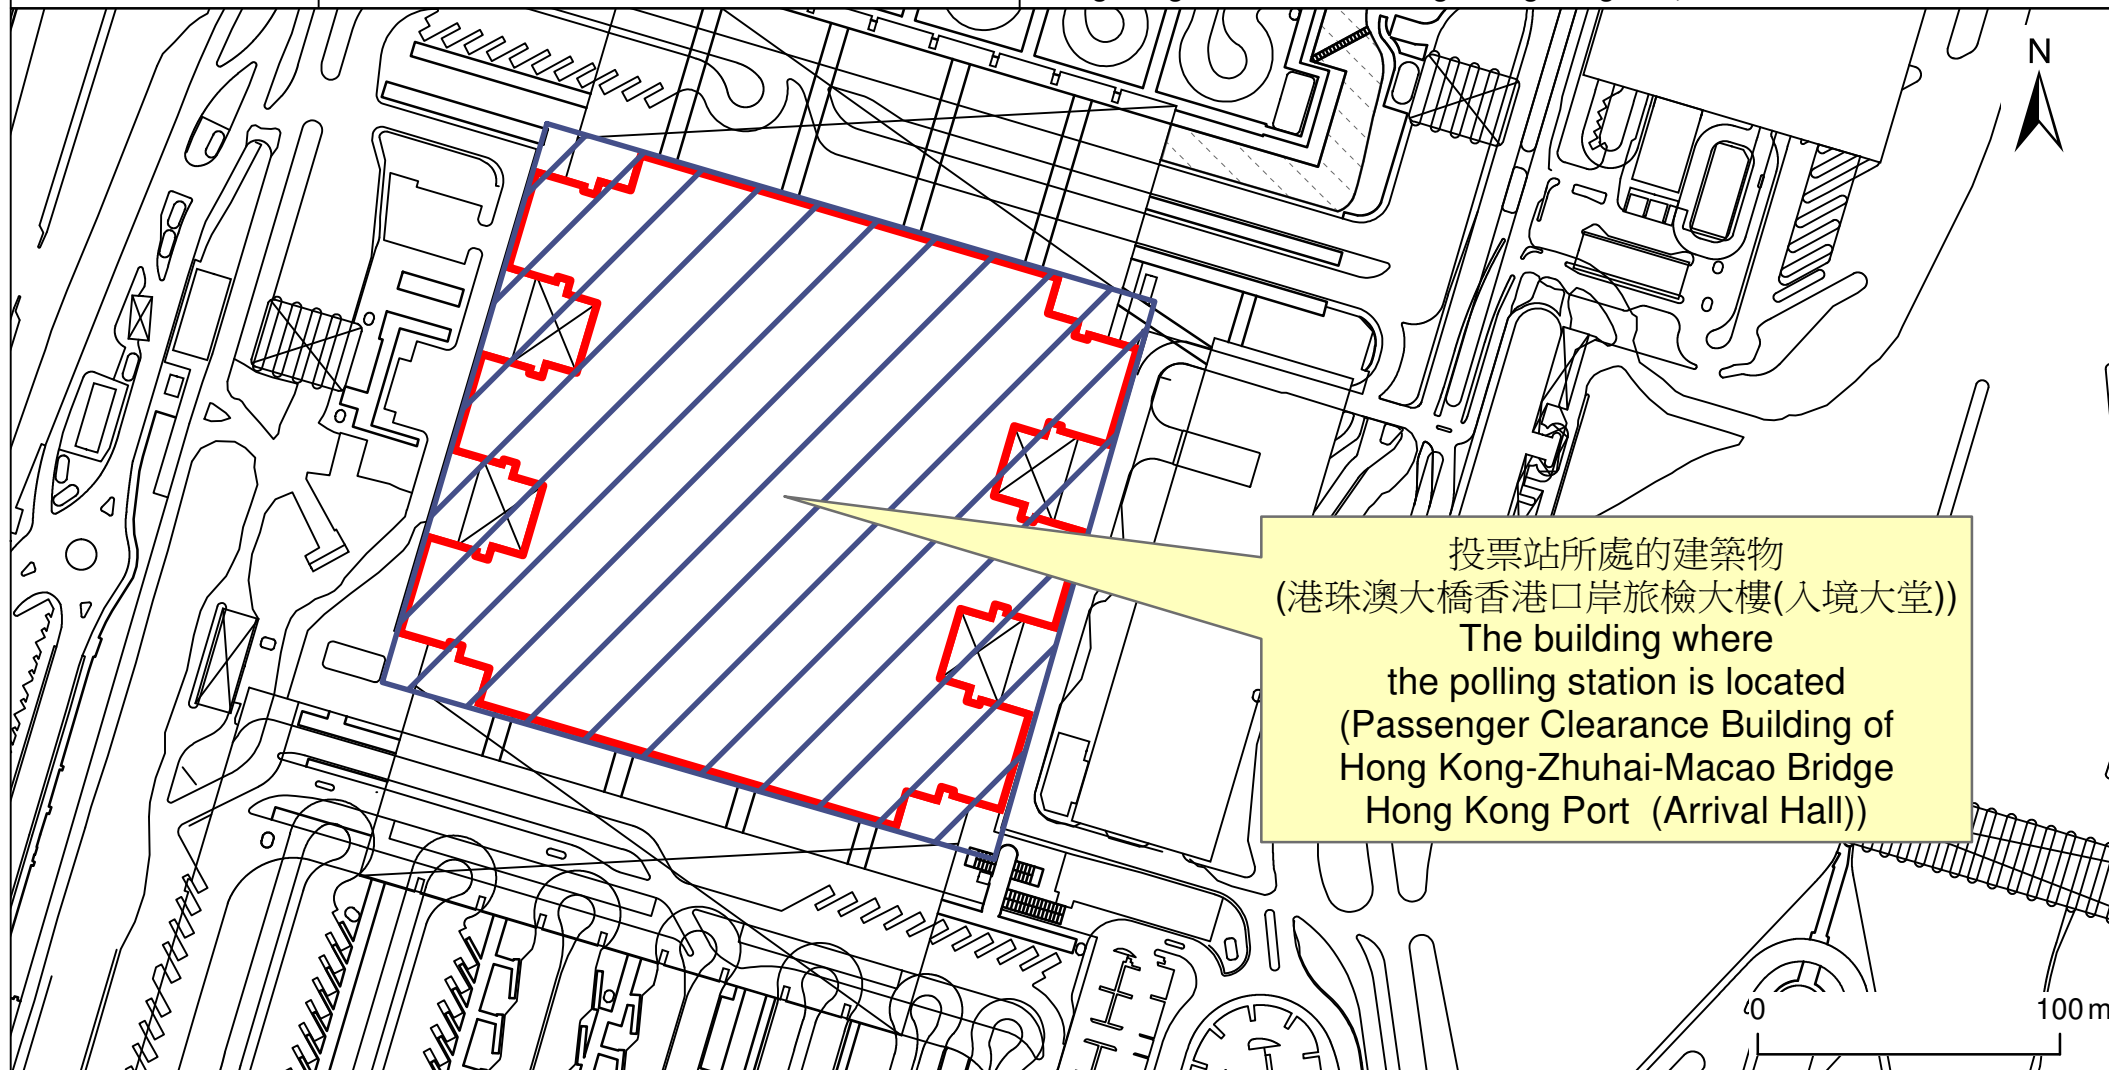 N
投票站所處的建築物
(港珠澳大橋香港口岸旅檢大樓(入境大堂))
The building where
the polling station is located
(Passenger Clearance Building of
Hong Kong-Zhuhai-Macao Bridge
Hong Kong Port (Arrival Hall))
0 100 m